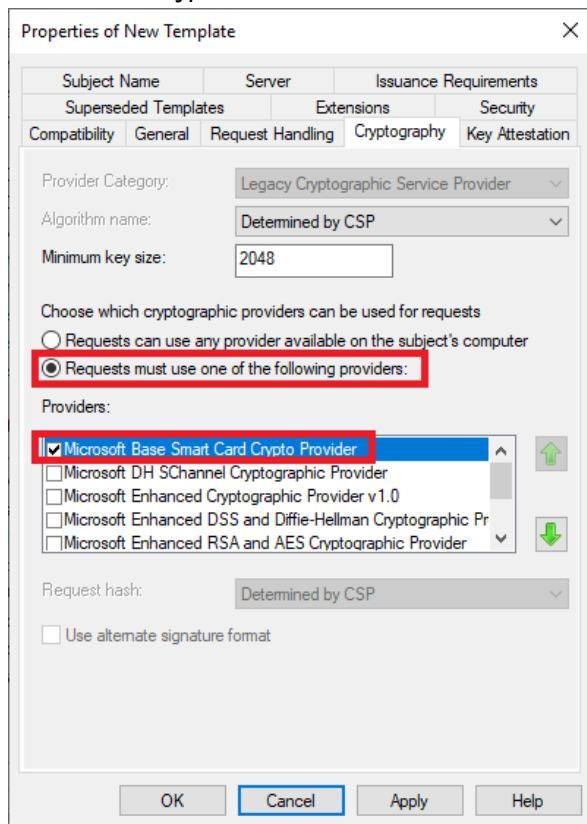 Properties of New Template
Subject Name Server Issuance Requirements
Superseded Templates Extensions Security
Compatibility General Request Handling Cryptography Key Attestation
Provider Category: Legacy Cryptographic Service Provider
Algorithm name: Determined by CSP
Minimum key size: 2048
Choose which cryptographic providers can be used for requests
Requests can use any provider available on the subject's computer
Requests must use one of the following providers:
Providers:
Microsoft Base Smart Card Crypto Provider
Microsoft DH SChannel Cryptographic Provider
Microsoft Enhanced Cryptographic Provider v1.0
Microsoft Enhanced DSS and Diffie-Hellman Cryptographic Pr
Microsoft Enhanced RSA and AES Cryptographic Provider
Request hash: Determined by CSP
Use alternate signature format
OK Cancel Apply Help